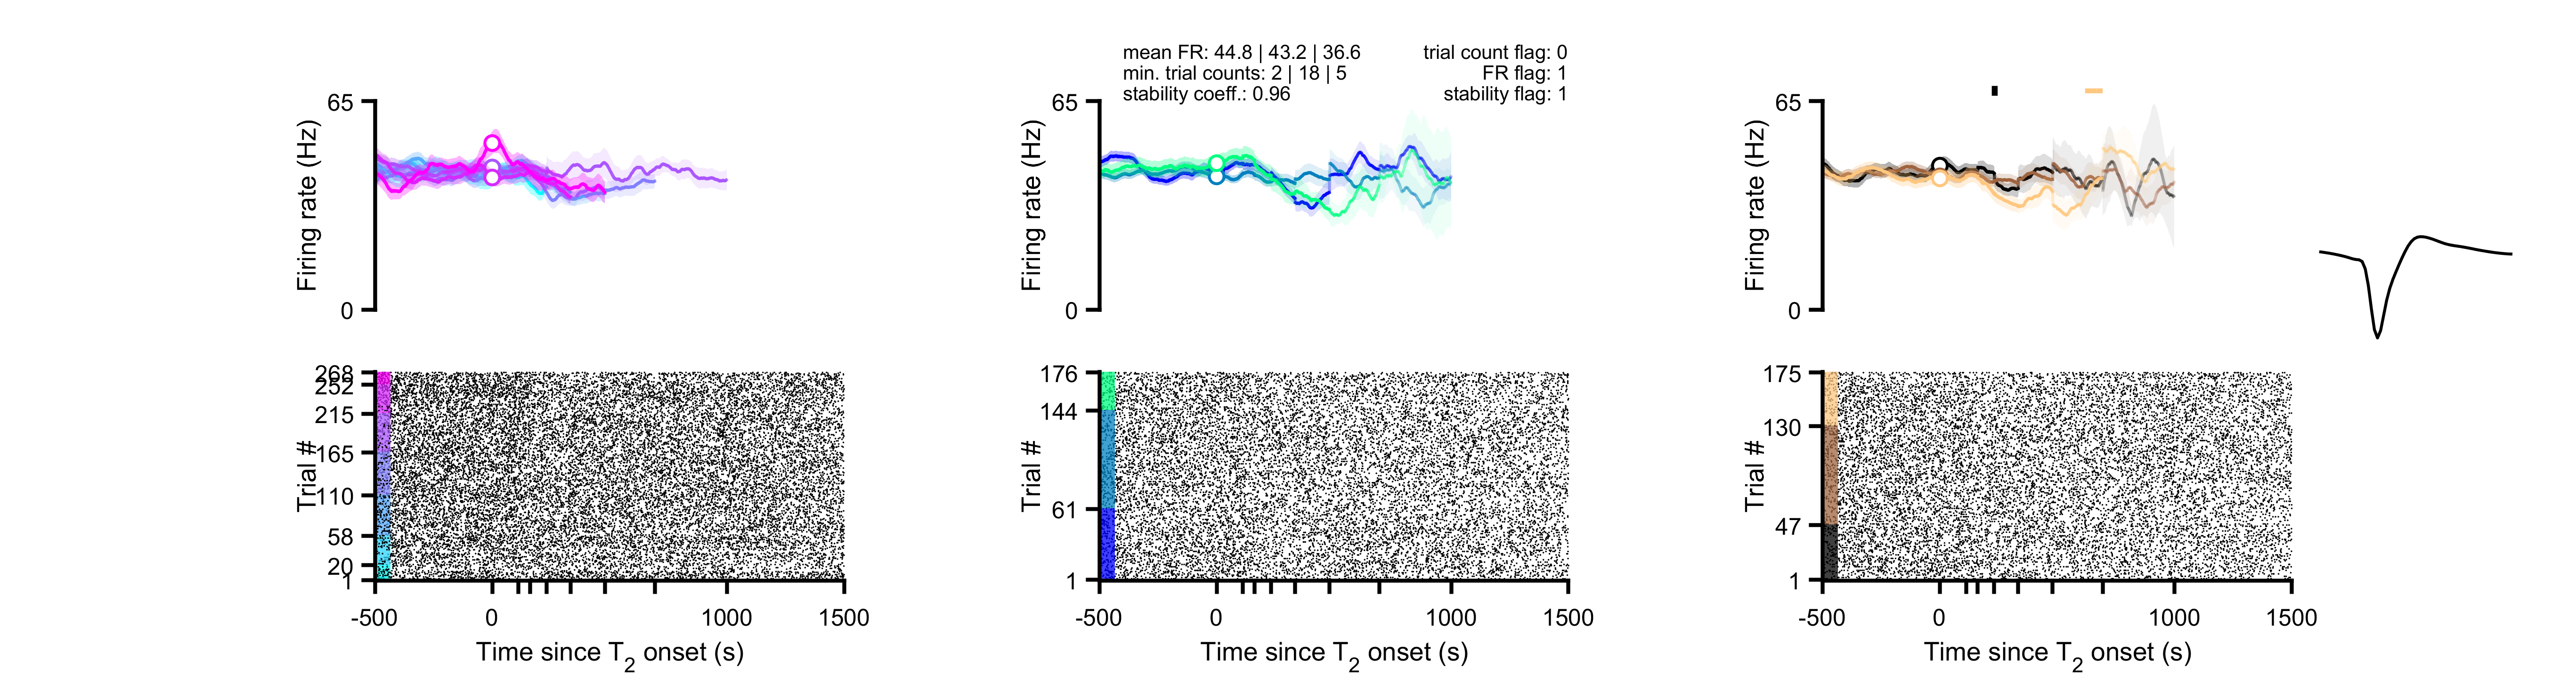 mean FR: 44.8 | 43.2 | 36.6
min. trial counts: 2 | 18 | 5
stability coeff.: 0.96
trial count flag: 0
FR flag: 1
stability flag: 1
65
0
Firing rate (Hz)
65
0
Firing rate (Hz)
65
0
Firing rate (Hz)
268
252
215
165
110
58
20
1
Trial #
-500
0
1000
1500
Time since T2 onset (s)
176
144
61
1
Trial #
-500
0
1000
1500
Time since T2 onset (s)
175
130
47
1
Trial #
-500
0
1000
1500
Time since T2 onset (s)